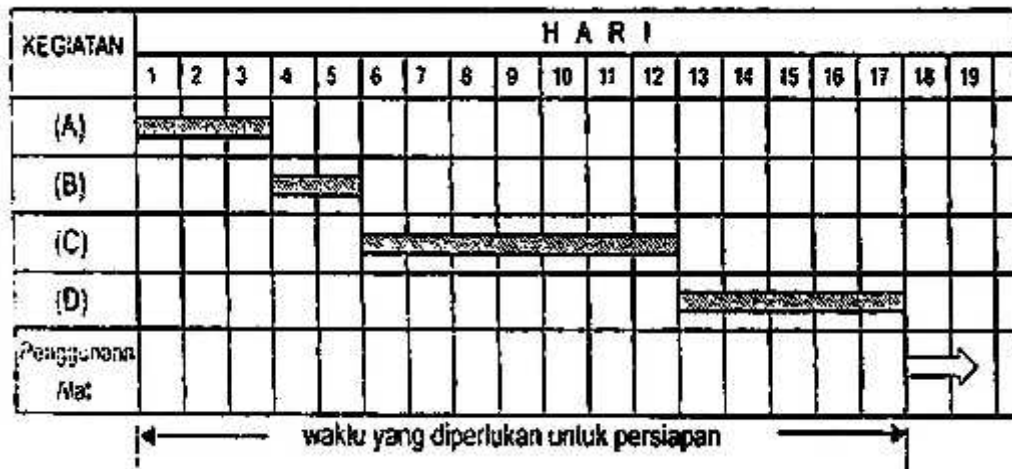 KEGIATAN
H A R I
1 2 3 4 5 6 7 8 9 10 11 12 13 14 15 16 17 18 19
(A)
(B)
(C)
(D)
Penggunaan
Mat
waktu yang diperlukan untuk persiapan